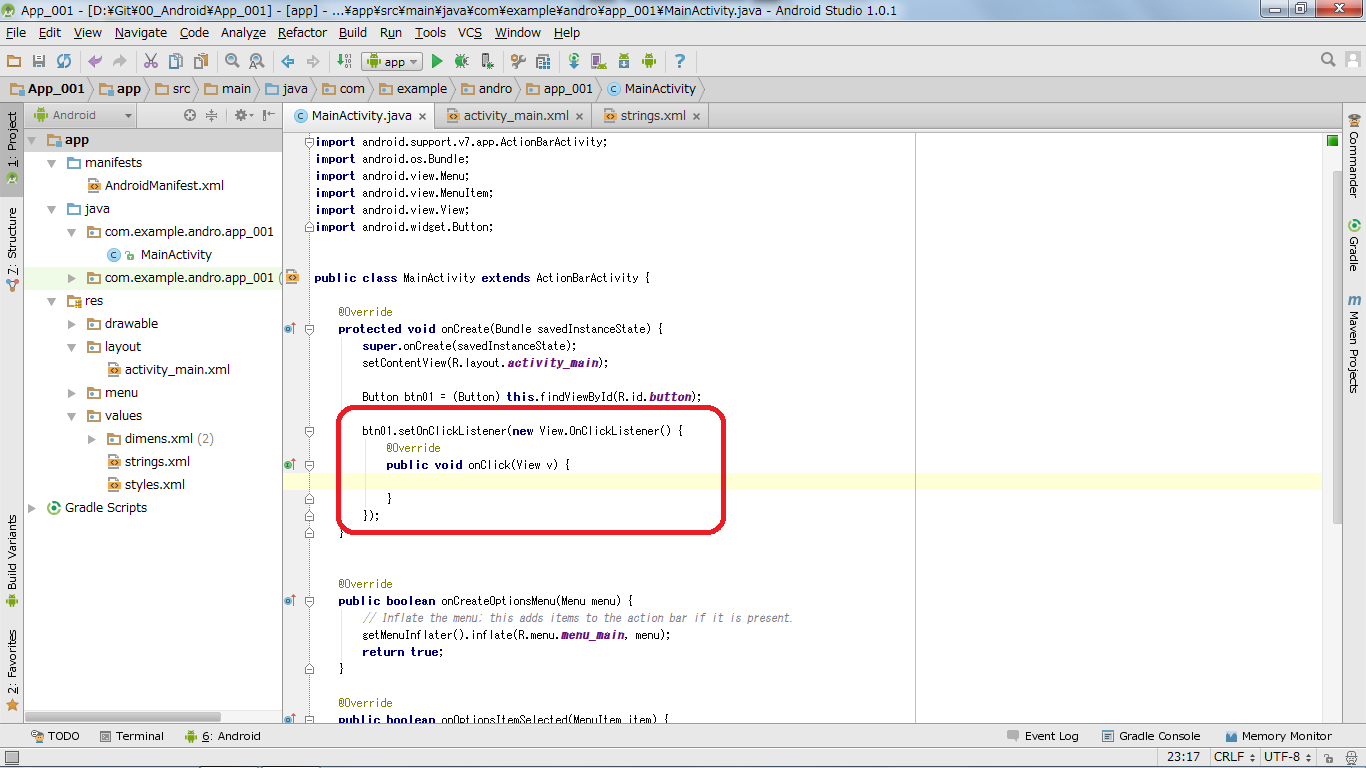 App_001 - [D:¥Git¥00_Android¥App_001] - [app] - ...¥app¥src¥main¥java¥com¥example¥andro¥app_001¥MainActivity.java - Android Studio 1.0.1
File Edit View Navigate Code Analyze Refactor Build Run Tools VCS Window Help
app
App_001 app src main java com example andro app_001 MainActivity
Android
MainActivity.java activity_main.xml strings.xml
1: Project
7: Structure
Build Variants
2: Favorites
app
manifests
AndroidManifest.xml
java
com.example.andro.app_001
MainActivity
com.example.andro.app_001 (
res
drawable
layout
activity_main.xml
menu
values
dimens.xml (2)
strings.xml
styles.xml
Gradle Scripts
import android.support.v7.app.ActionBarActivity;
import android.os.Bundle;
import android.view.Menu;
import android.view.MenuItem;
import android.view.View;
import android.widget.Button;
public class MainActivity extends ActionBarActivity {
@Override
protected void onCreate(Bundle savedInstanceState) {
super.onCreate(savedInstanceState);
setContentView(R.layout.activity_main);
Button btn01 = (Button) this.findViewById(R.id.button);
btn01.setOnClickListener(new View.OnClickListener() {
@Override
public void onClick(View v) {
}
});
}
@Override
public boolean onCreateOptionsMenu(Menu menu) {
// Inflate the menu; this adds items to the action bar if it is present.
getMenuInflater().inflate(R.menu.menu_main, menu);
return true;
}
@Override
public boolean onOptionsItemSelected(MenuItem item) {
Commander
Gradle
m
Maven Projects
TODO Terminal 6: Android Event Log Gradle Console Memory Monitor
23:17 CRLF UTF-8